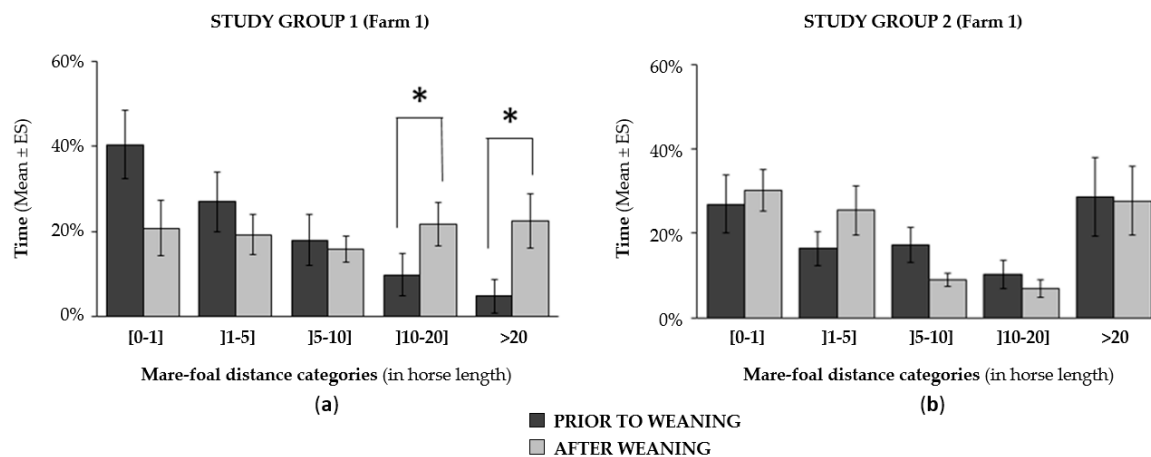 STUDY GROUP 1 (Farm 1)
60%
40%
20%
0%
Time (Mean ± ES)
*
*
[0-1]
]1-5]
]5-10]
]10-20]
>20
Mare-foal distance categories (in horse length)
(a)
STUDY GROUP 2 (Farm 1)
60%
40%
20%
0%
Time (Mean ± ES)
[0-1]
]1-5]
]5-10]
]10-20]
>20
Mare-foal distance categories (in horse length)
(b)
PRIOR TO WEANING
AFTER WEANING